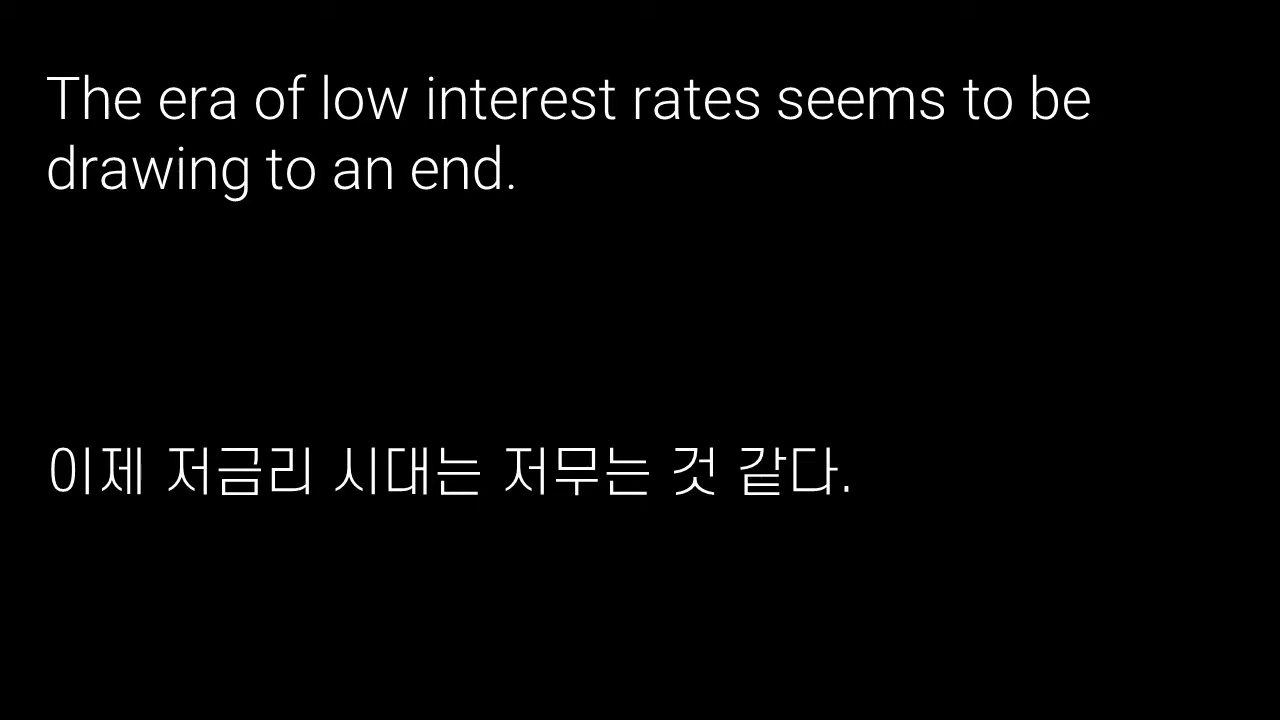 The era of low interest rates seems to be
drawing to an end.
이제 저금리 시대는 저무는 것 같다.